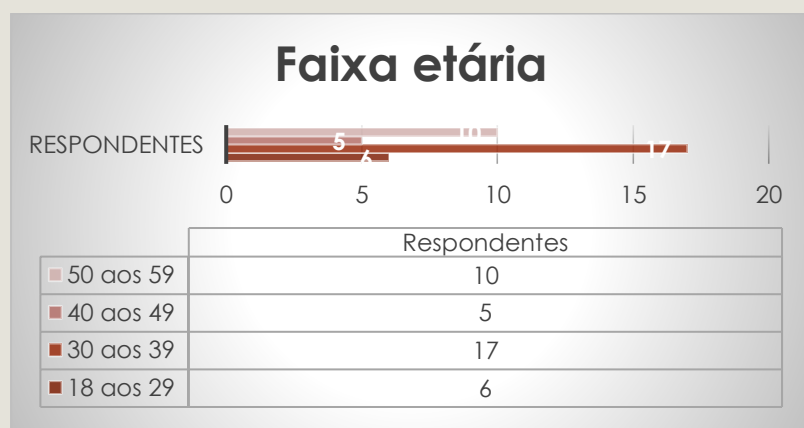 Faixa etária
10
RESPONDENTES 5
17
6
0 5 10 15 20
Respondentes
50 aos 59 10
40 aos 49 5
30 aos 39 17
18 aos 29 6